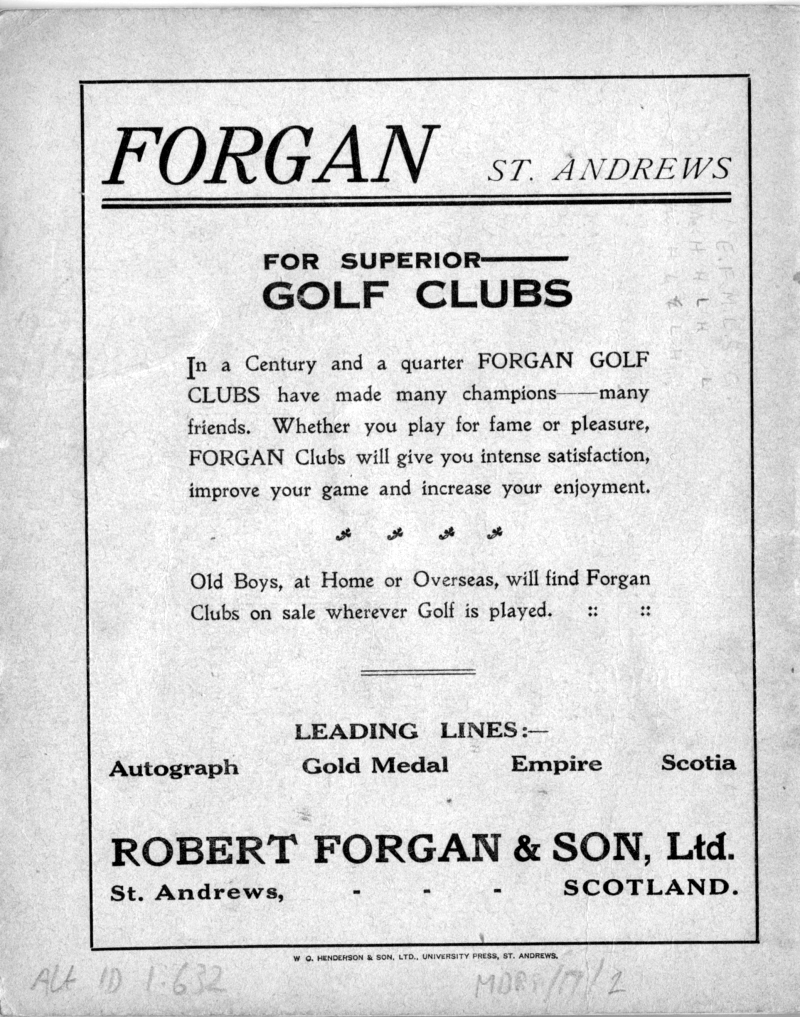 FORGAN ST. ANDREWS
FOR SUPERIOR——
GOLF CLUBS
In a Century and a quarter FORGAN GOLF
CLUBS have made many champions——many
friends. Whether you play for fame or pleasure,
FORGAN Clubs will give you intense satisfaction,
improve your game and increase your enjoyment.
Old Boys, at Home or Overseas, will find Forgan
Clubs on sale wherever Golf is played. :: ::
LEADING LINES:—
Autograph Gold Medal Empire Scotia
ROBERT FORGAN & SON, Ltd.
St. Andrews, - - - SCOTLAND.
W. C. HENDERSON & SON, LTD., UNIVERSITY PRESS, ST. ANDREWS.
Alt ID 1.632